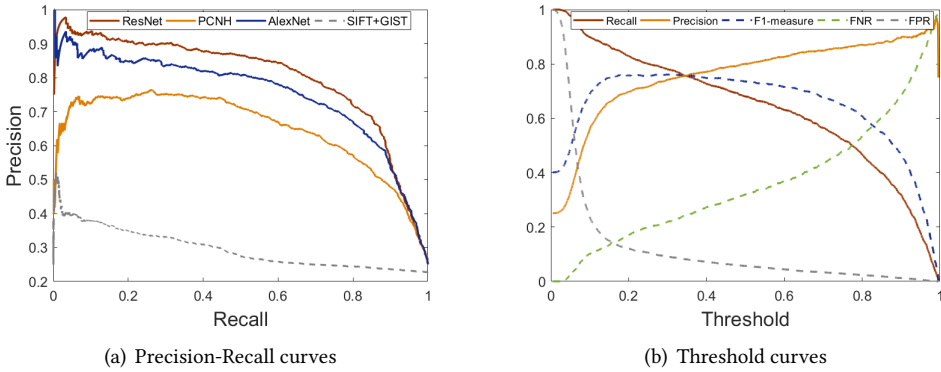 ResNet PCNH AlexNet SIFT+GIST
1
0.9
0.8
0.7
0.6
0.5
0.4
0.3
0.2
Precision
0 0.2 0.4 0.6 0.8 1
Recall
(a) Precision-Recall curves
Recall Precision F1-measure FNR FPR
1
0.8
0.6
0.4
0.2
0
0 0.2 0.4 0.6 0.8 1
Threshold
(b) Threshold curves